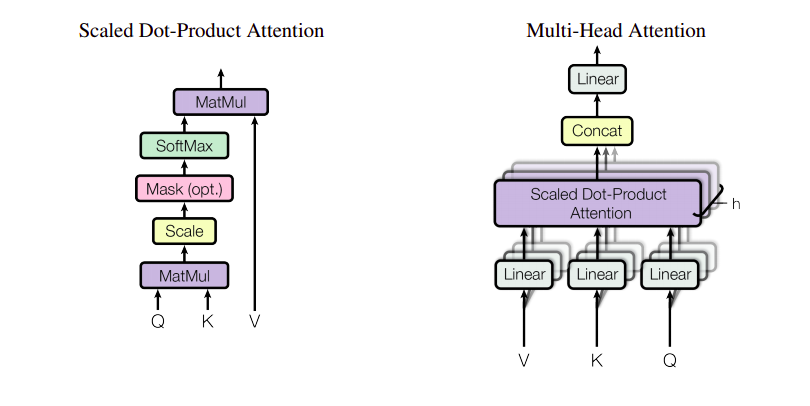 Scaled Dot-Product Attention
MatMul
SoftMax
Mask (opt.)
Scale
MatMul
Q K V
Multi-Head Attention
Linear
Concat
Scaled Dot-Product
Attention
h
Linear Linear Linear
V K Q